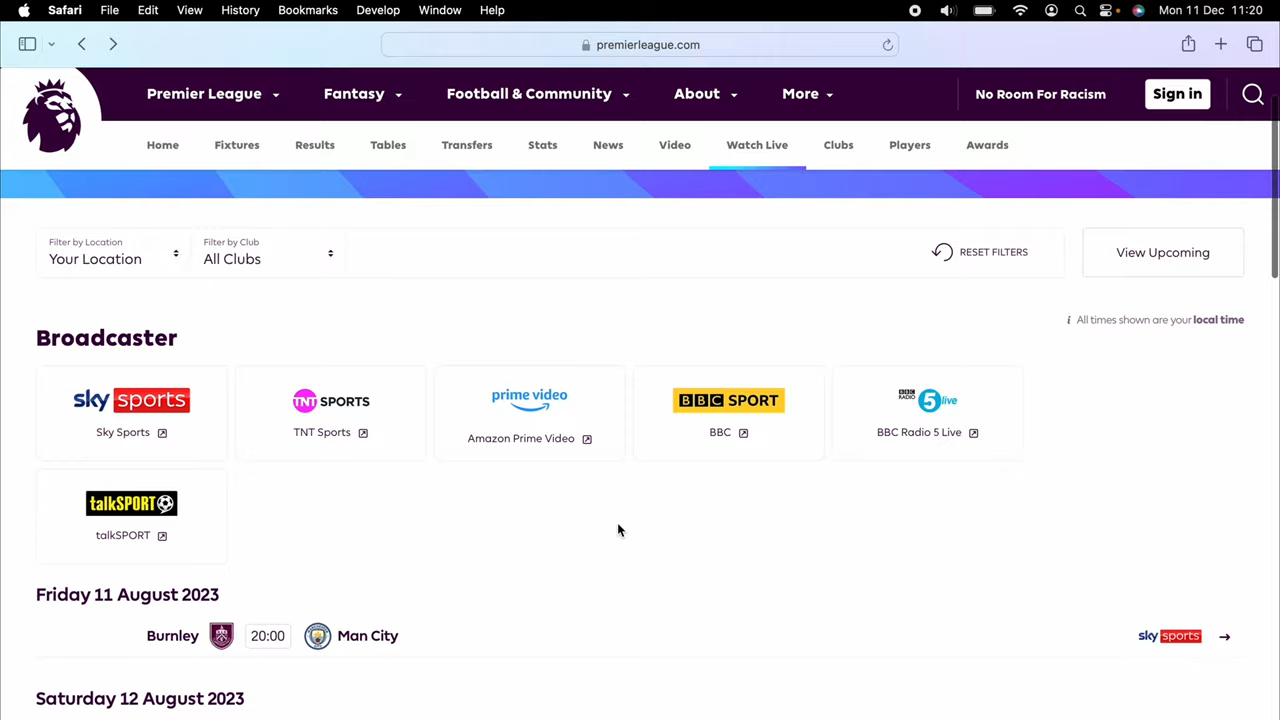 Safari File Edit View History Bookmarks Develop Window Help Mon 11 Dec 11:20
premierleague.com
Premier League Fantasy Football & Community About More No Room For Racism Sign in
Home Fixtures Results Tables Transfers Stats News Video Watch Live Clubs Players Awards
Filter by Location Filter by Club
Your Location All Clubs RESET FILTERS View Upcoming
i All times shown are your local time
Broadcaster
sky sports TNT SPORTS prime video BBC SPORT BBC RADIO 5 live
Sky Sports TNT Sports Amazon Prime Video BBC BBC Radio 5 Live
talkSPORT
talkSPORT
Friday 11 August 2023
Burnley 20:00 Man City sky sports
Saturday 12 August 2023